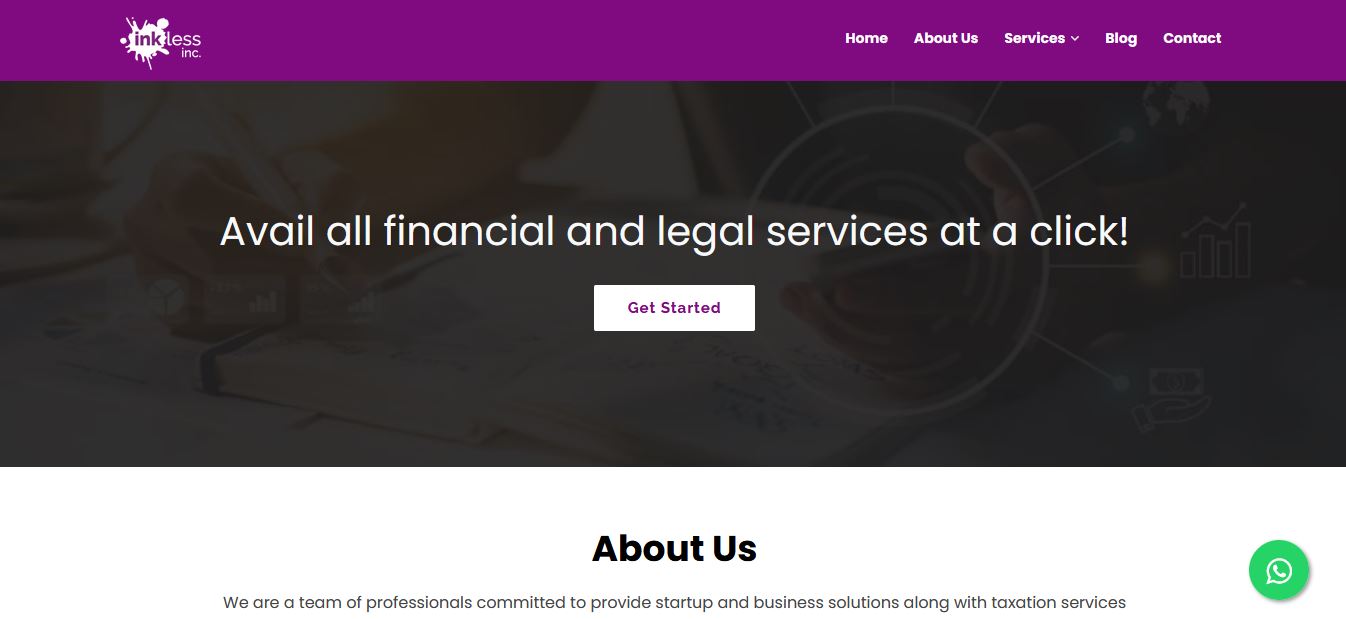 inkless
inc.
Home
About Us
Services
Blog
Contact
Avail all financial and legal services at a click!
Get Started
About Us
We are a team of professionals committed to provide startup and business solutions along with taxation services